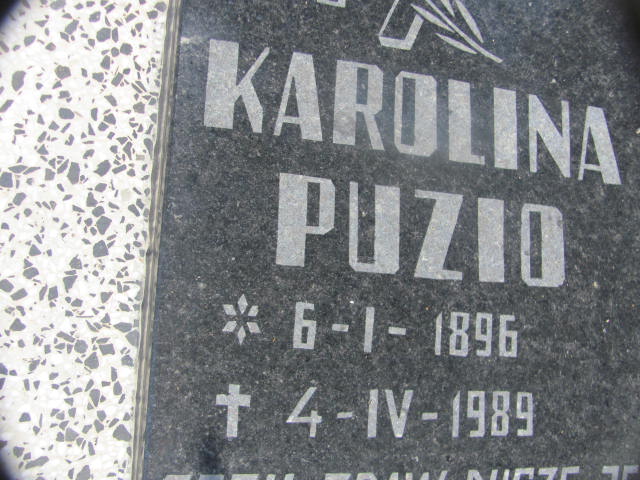 KAROLINA
PUZIO
* 6-I-1896
† 4-IV-1989